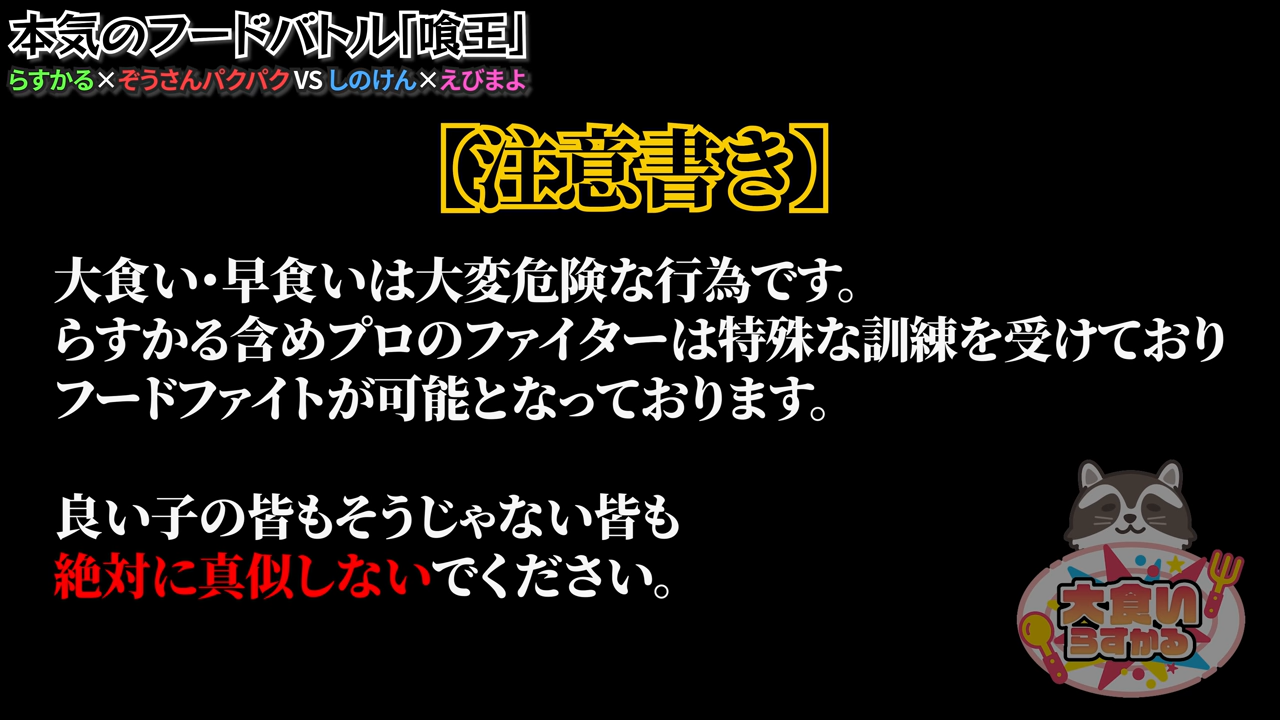 本気のフードバトル「喰王」
らすかる×ぞうさんパクパク VS しのけん×えびまよ
【注意書き】
大食い・早食いは大変危険な行為です。
らすかる含めプロのファイターは特殊な訓練を受けており
フードファイトが可能となっております。
良い子の皆もそうじゃない皆も
絶対に真似しないでください。
大食い
らすかる